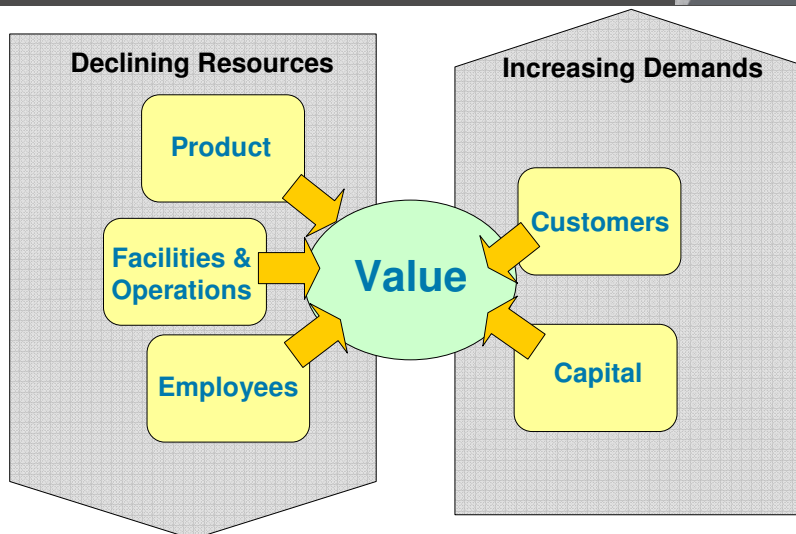 Declining Resources
Product
Facilities &
Operations
Employees
Value
Increasing Demands
Customers
Capital